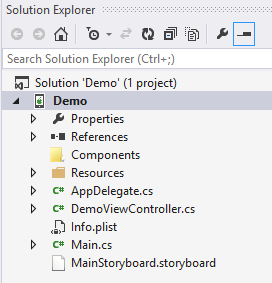 Solution Explorer
Search Solution Explorer (Ctrl+;)
Solution 'Demo' (1 project)
Demo
Properties
References
Components
Resources
C# AppDelegate.cs
C# DemoViewController.cs
Info.plist
C# Main.cs
MainStoryboard.storyboard